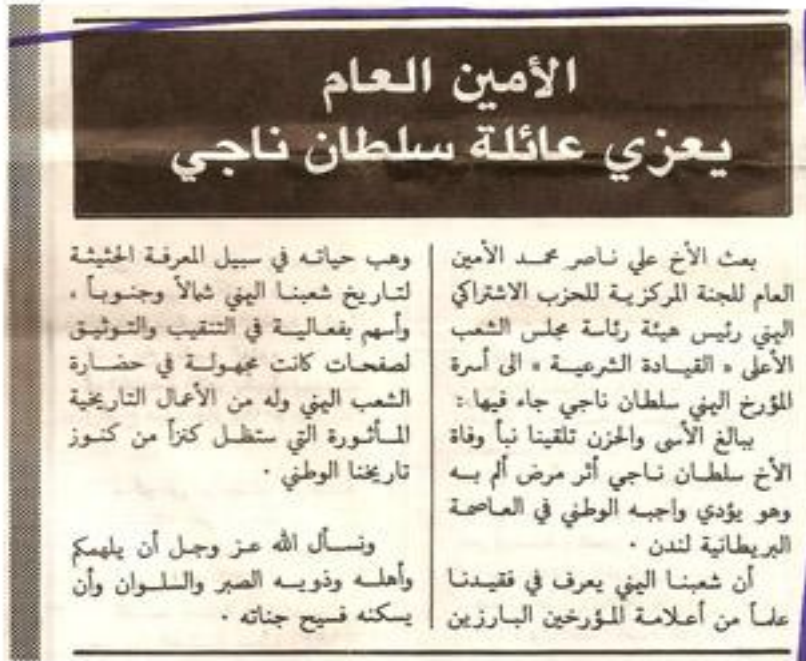 الأمين العام
يعزي عائلة سلطان ناجي
بعث الأخ علي ناصر محمد الأمين
العام للجنة المركزية للحزب الاشتراكي
اليمني رئيس هيئة رئاسة مجلس الشعب
الأعلى « القيادة الشرعية » الى أسرة
المؤرخ اليمني سلطان ناجي جاء فيها :
ببالغ الأسى والحزن تلقينا نبأ وفاة
الأخ سلطان ناجي أثر مرض ألم به
وهو يؤدي واجبه الوطني في العاصمة
البريطانية لندن .
أن شعبنا اليمني يعرف في فقيدنا
علماً من أعلامة المؤرخين البارزين
وهب حياته في سبيل المعرفة الحثيثة
لتاريخ شعبنا اليمني شمالاً وجنوباً ،
وأسهم بفعالية في التنقيب والتوثيق
لصفحات كانت مجهولة في حضارة
الشعب اليمني وله من الأعمال التاريخية
المأثورة التي ستظل كنزاً من كنوز
تاريخنا الوطني .
ونسأل الله عز وجل أن يلهمكم
وأهله وذويه الصبر والسلوان وأن
يسكنه فسيح جناته .